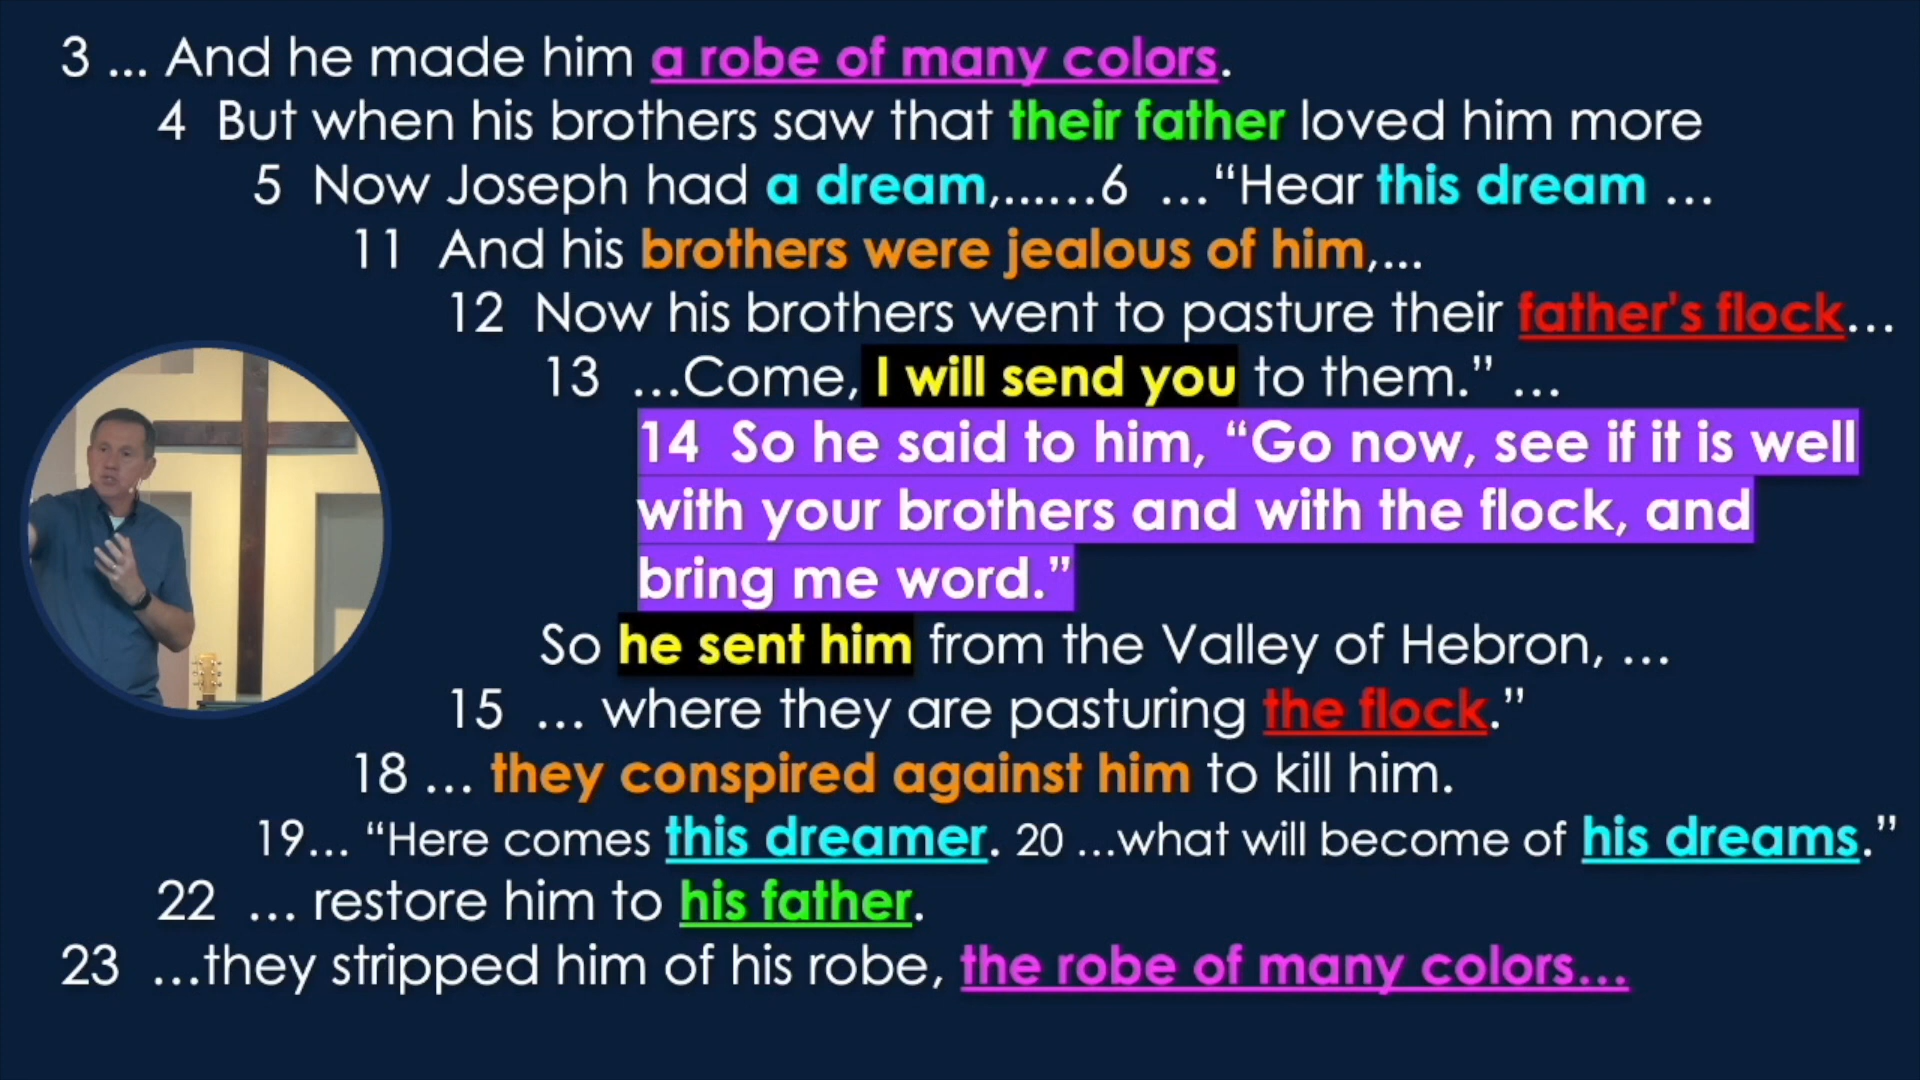 3 ... And he made him a robe of many colors.
4 But when his brothers saw that their father loved him more
5 Now Joseph had a dream,.......6 …“Hear this dream …
11 And his brothers were jealous of him,...
12 Now his brothers went to pasture their father's flock…
13 …Come, I will send you to them.” …
14 So he said to him, “Go now, see if it is well
with your brothers and with the flock, and
bring me word.”
So he sent him from the Valley of Hebron, …
15 … where they are pasturing the flock.”
18 … they conspired against him to kill him.
19… “Here comes this dreamer. 20 …what will become of his dreams.”
22 … restore him to his father.
23 …they stripped him of his robe, the robe of many colors…